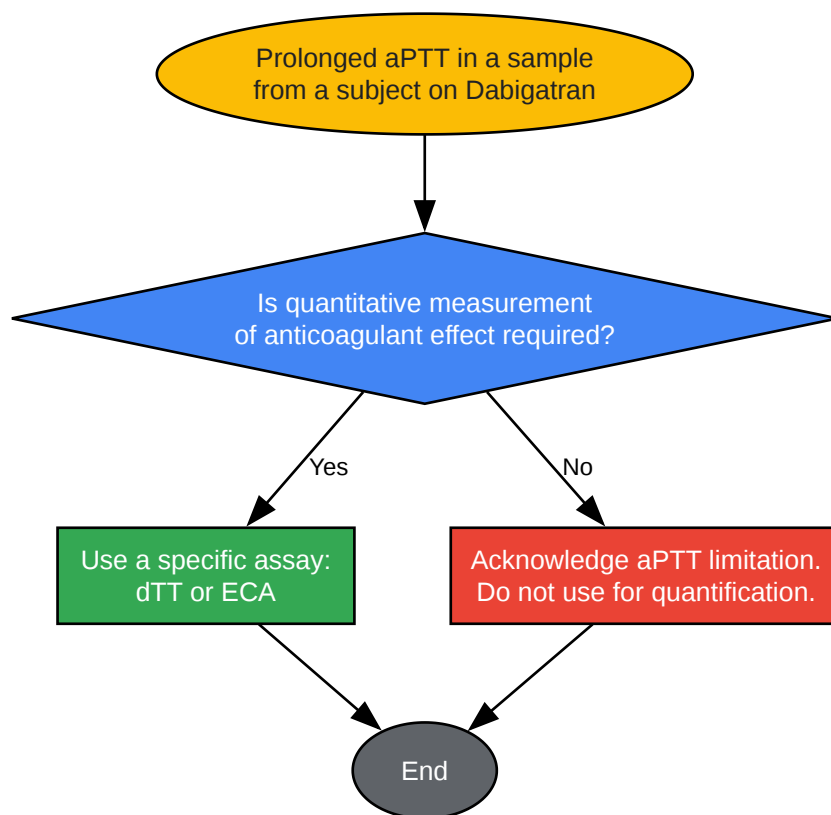 Prolonged aPTT in a sample
from a subject on Dabigatran
Is quantitative measurement
of anticoagulant effect required?
Yes
No
Use a specific assay:
dTT or ECA
Acknowledge aPTT limitation.
Do not use for quantification.
End